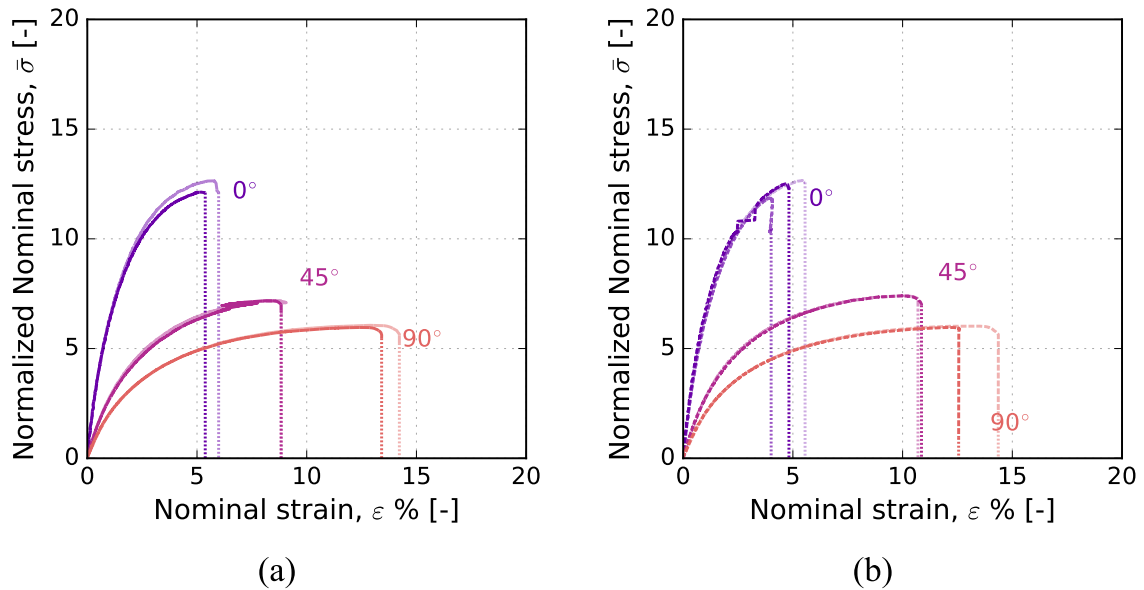 20
15
10
5
0
0 5 10 15 20
Normalized Nominal stress, σ̄ [-]
Nominal strain, ε % [-]
0°
45°
90°
(a)
20
15
10
5
0
0 5 10 15 20
Normalized Nominal stress, σ̄ [-]
Nominal strain, ε % [-]
0°
45°
90°
(b)